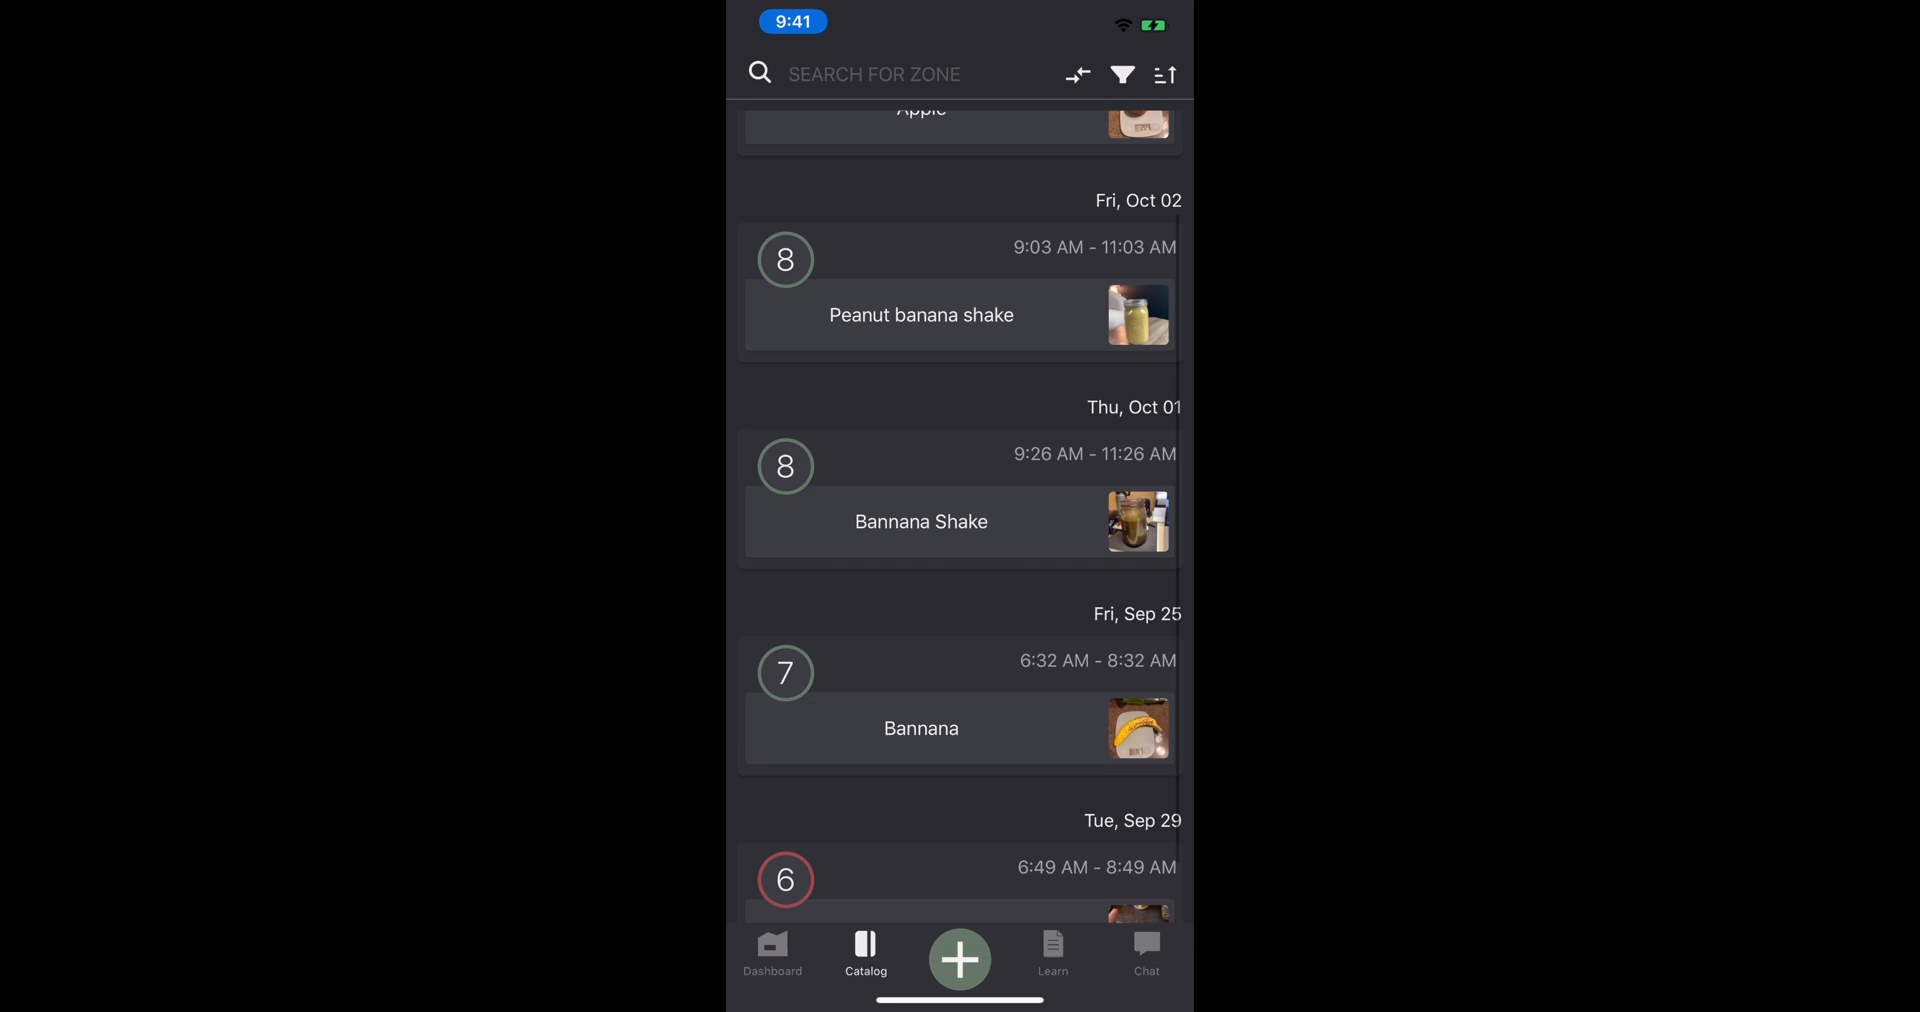 9:41
SEARCH FOR ZONE
Apple
Fri, Oct 02
8
9:03 AM - 11:03 AM
Peanut banana shake
Thu, Oct 01
8
9:26 AM - 11:26 AM
Bannana Shake
Fri, Sep 25
7
6:32 AM - 8:32 AM
Bannana
Tue, Sep 29
6
6:49 AM - 8:49 AM
Dashboard
Catalog
Learn
Chat